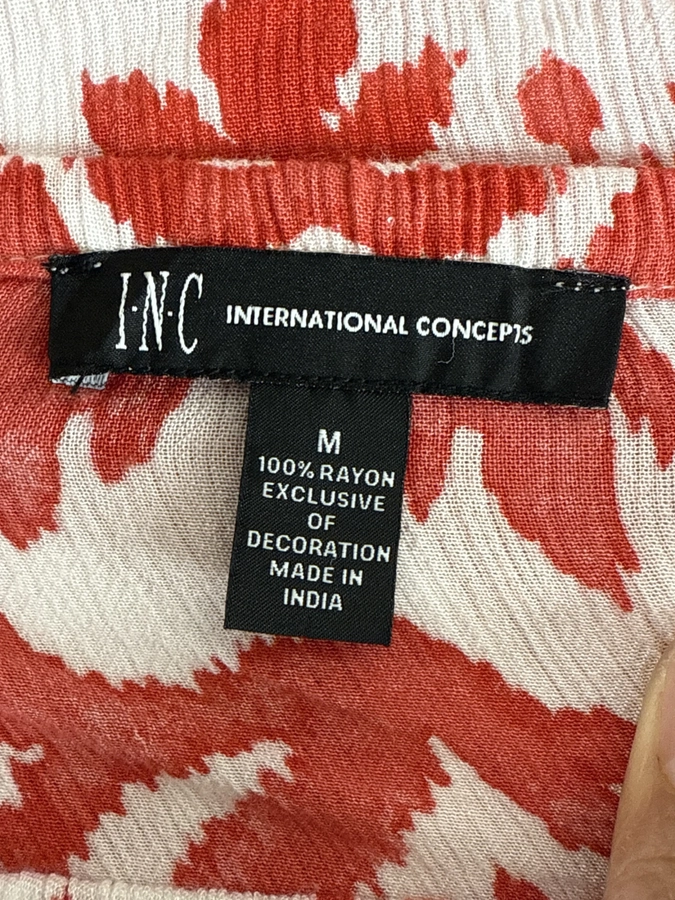 I·N·C INTERNATIONAL CONCEPTS
M
100% RAYON
EXCLUSIVE
OF
DECORATION
MADE IN
INDIA